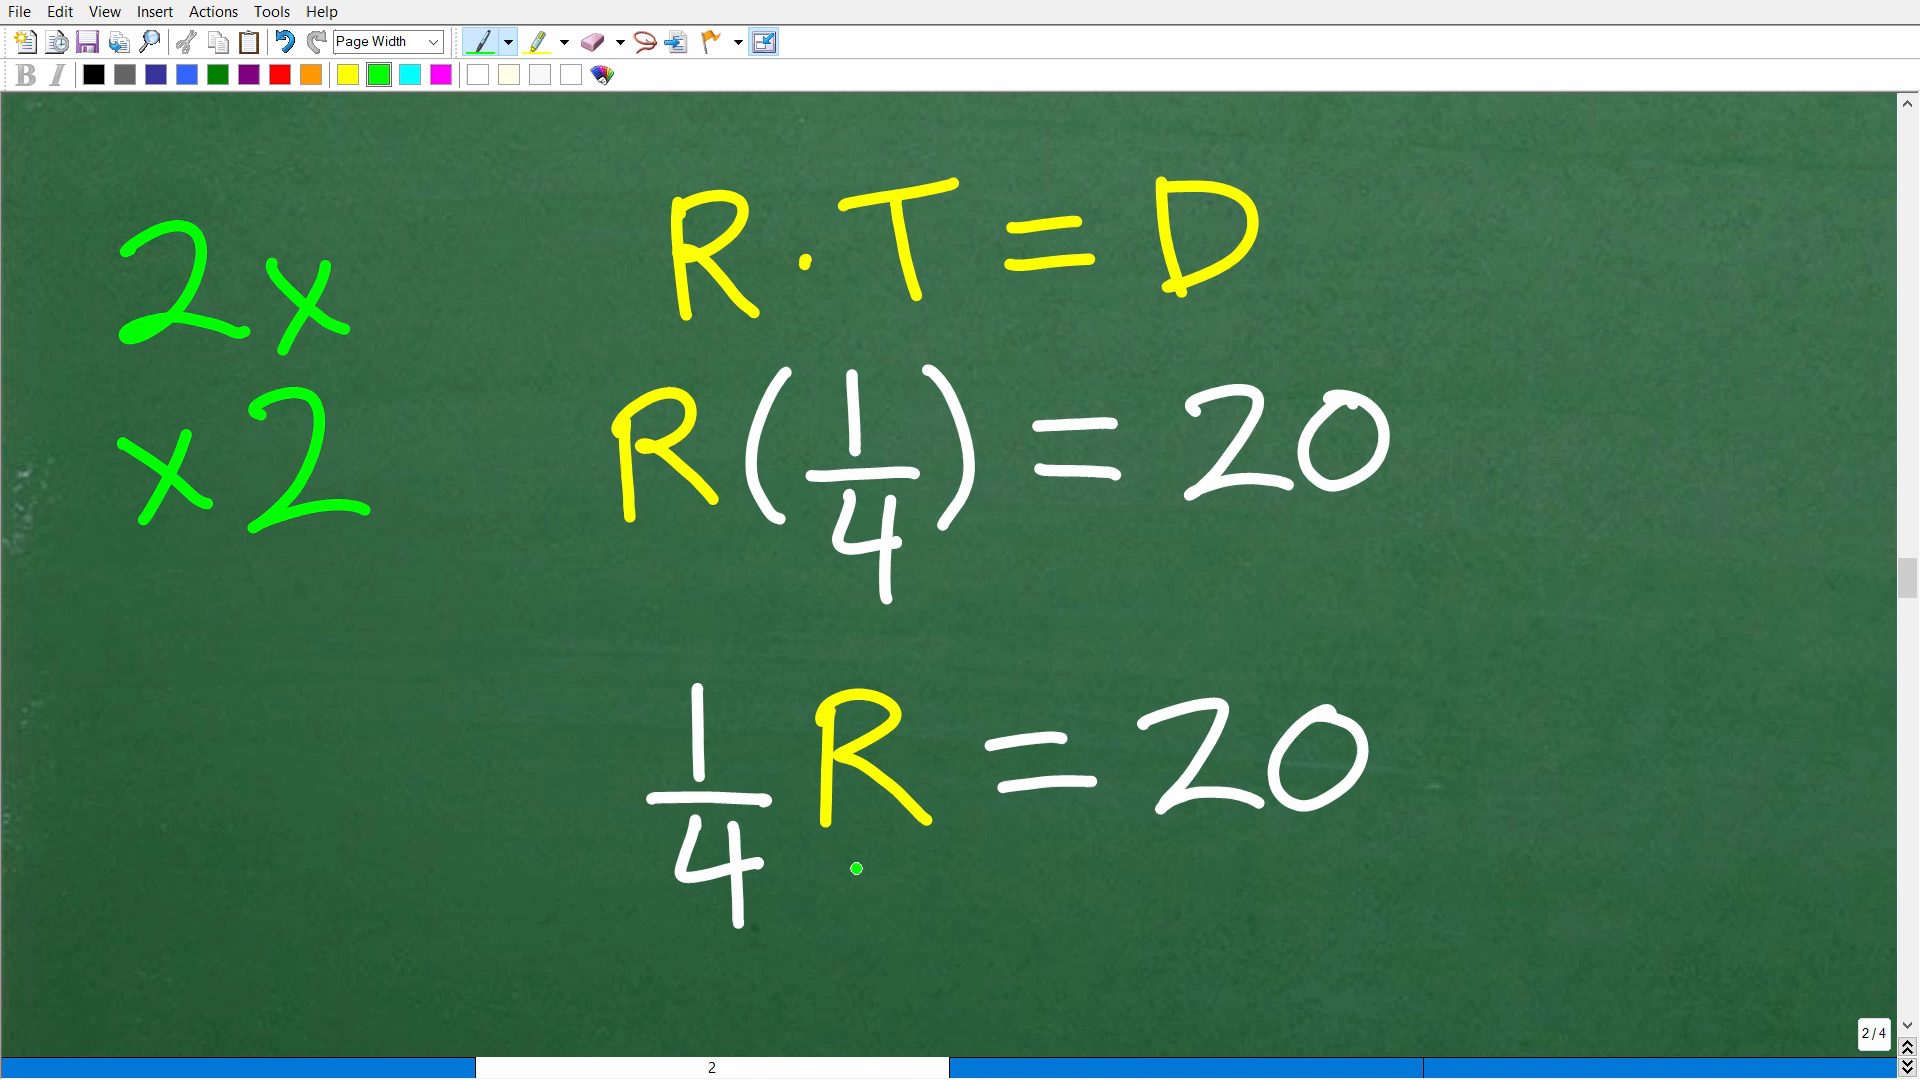 File Edit View Insert Actions Tools Help
Page Width
B I
R · T = D
2x
x2
R(1/4) = 20
1/4 R = 20
2 / 4
2